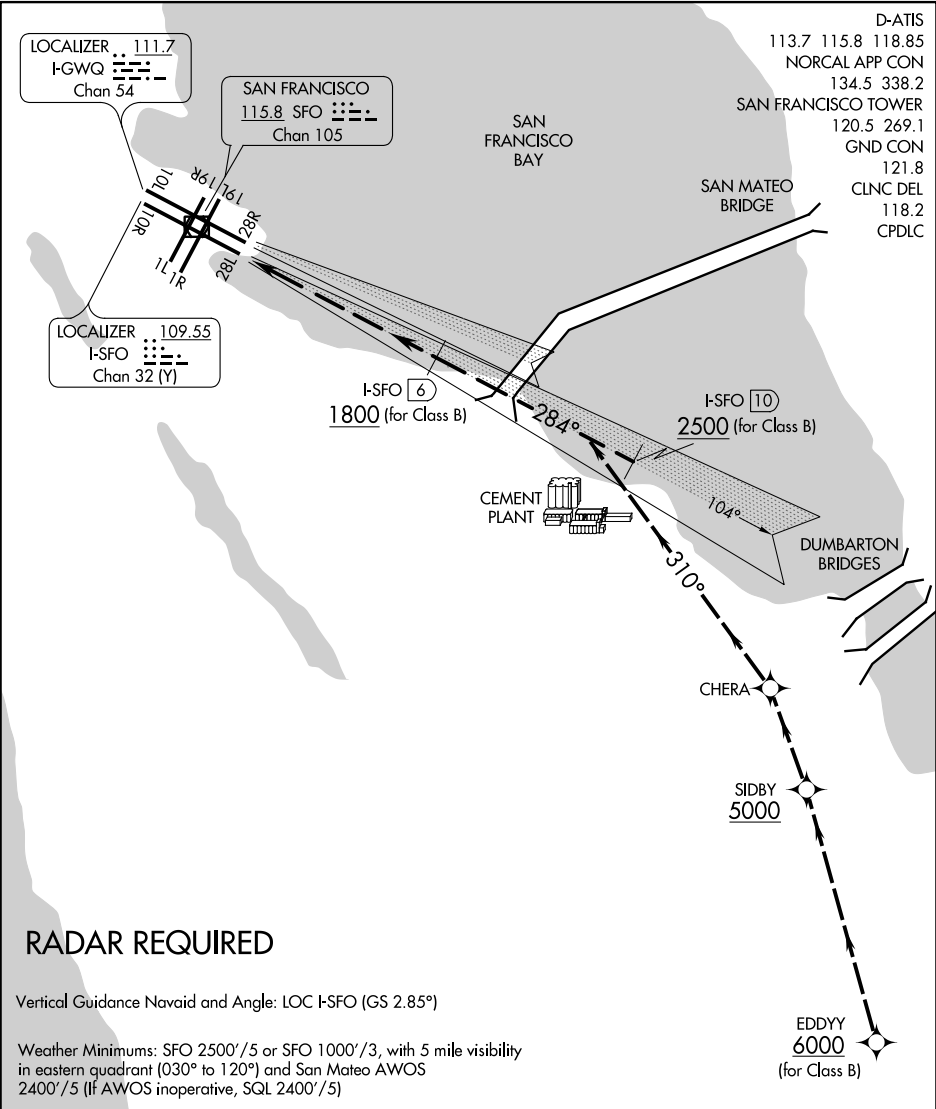 D-ATIS
113.7 115.8 118.85
NORCAL APP CON
134.5 338.2
SAN FRANCISCO TOWER
120.5 269.1
GND CON
121.8
CLNC DEL
118.2
CPDLC
LOCALIZER 111.7
I-GWQ
Chan 54
SAN FRANCISCO
115.8 SFO
Chan 105
SAN
FRANCISCO
BAY
SAN MATEO
BRIDGE
10L
19R
19L
28R
10R
1L
1R
28L
LOCALIZER 109.55
I-SFO
Chan 32 (Y)
I-SFO 6
1800 (for Class B)
284°
I-SFO 10
2500 (for Class B)
CEMENT
PLANT
104°
DUMBARTON
BRIDGES
310°
CHERA
SIDBY
5000
RADAR REQUIRED
Vertical Guidance Navaid and Angle: LOC I-SFO (GS 2.85°)
Weather Minimums: SFO 2500'/5 or SFO 1000'/3, with 5 mile visibility
in eastern quadrant (030° to 120°) and San Mateo AWOS
2400'/5 (If AWOS inoperative, SQL 2400'/5)
EDDYY
6000
(for Class B)